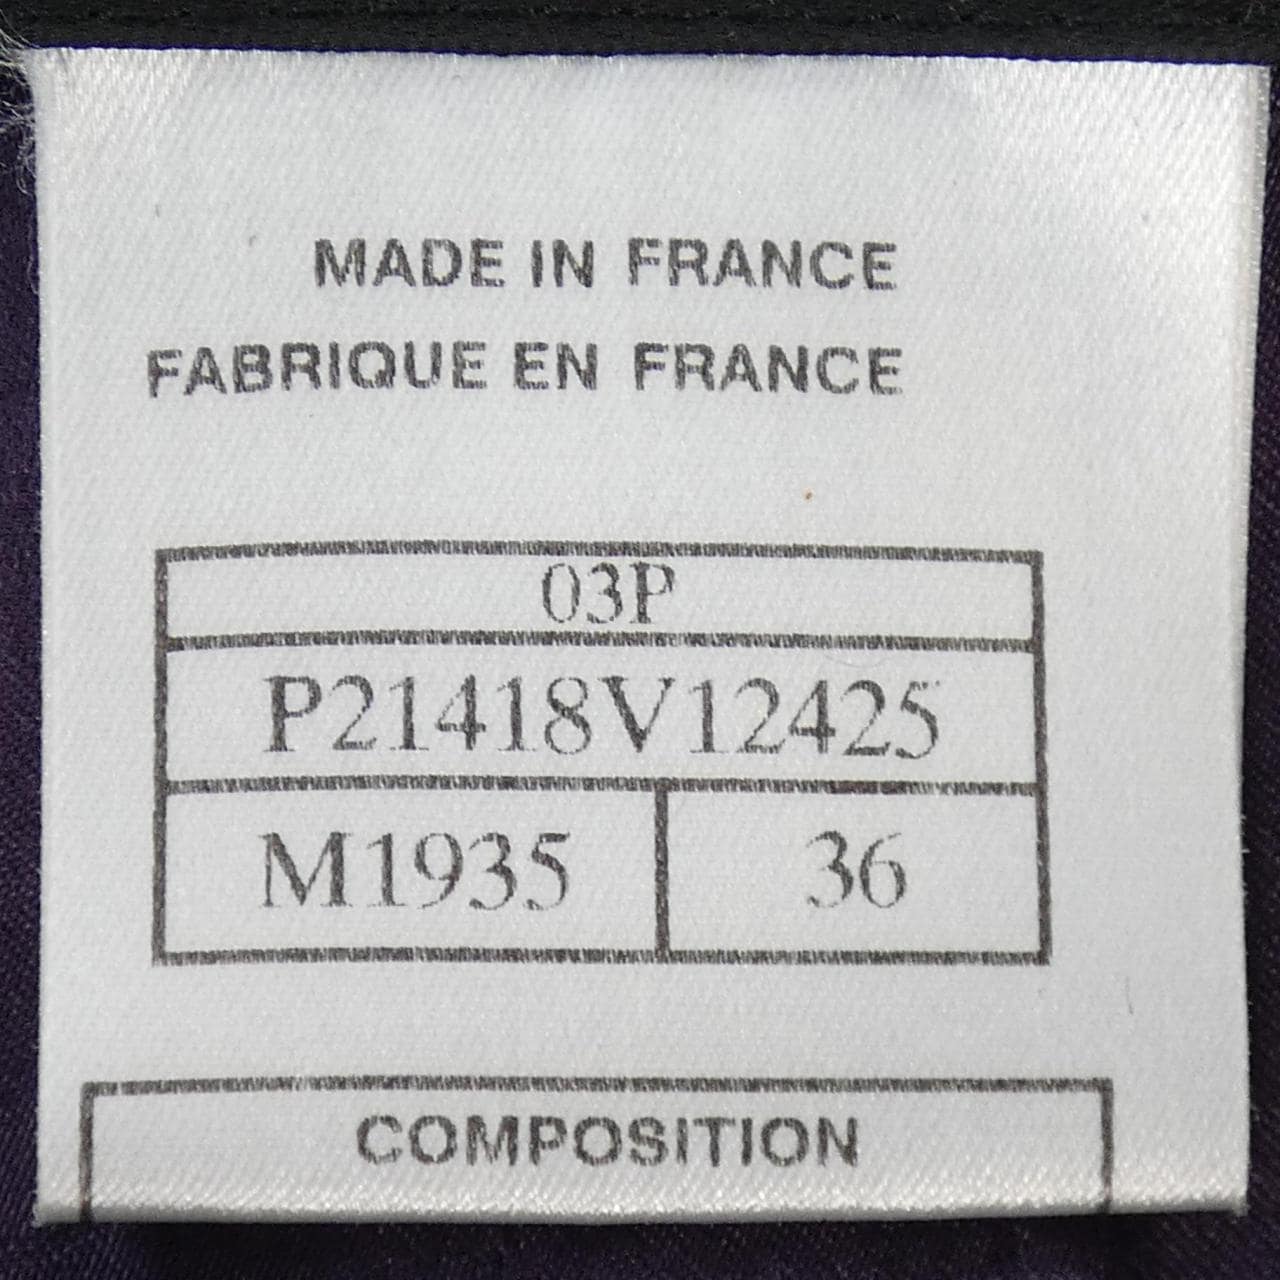 MADE IN FRANCE
FABRIQUE EN FRANCE
03P
P21418V12425
M1935 36
COMPOSITION